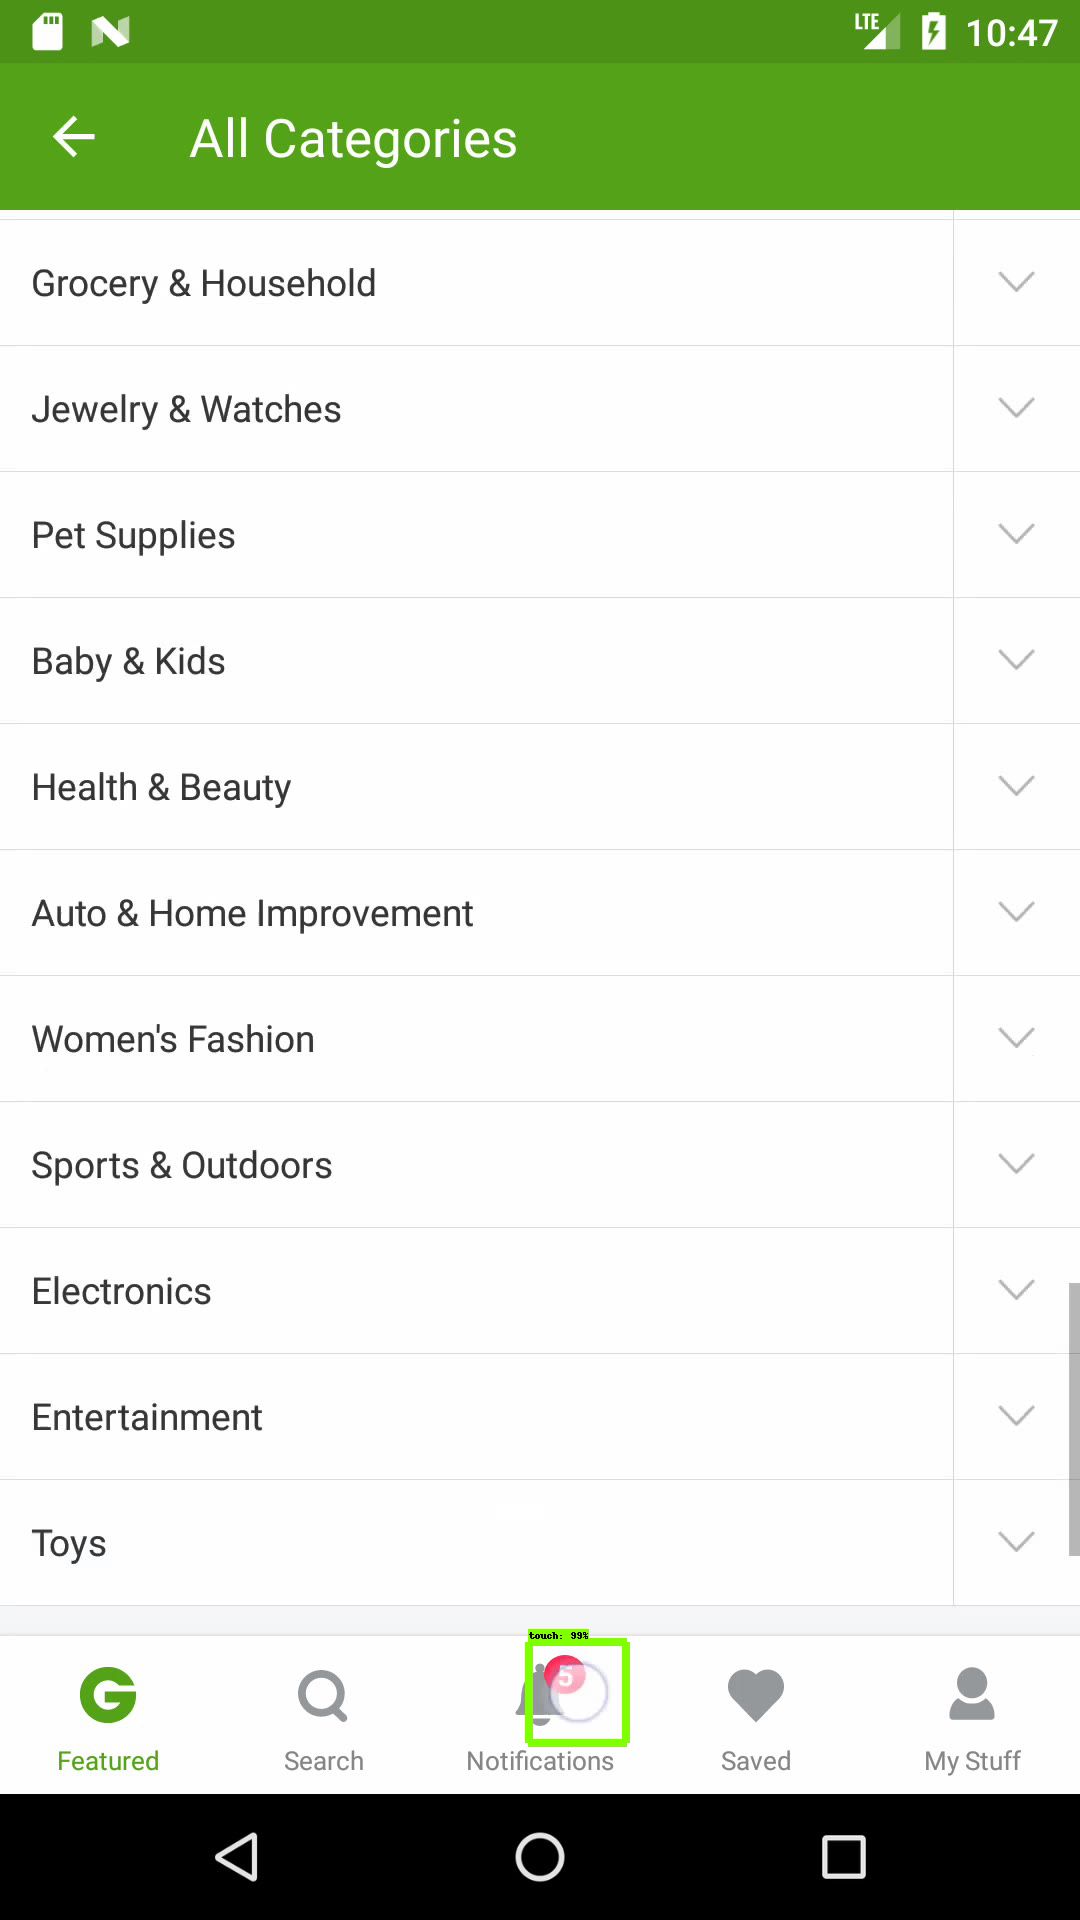 LTE 10:47
All Categories
Grocery & Household
Jewelry & Watches
Pet Supplies
Baby & Kids
Health & Beauty
Auto & Home Improvement
Women's Fashion
Sports & Outdoors
Electronics
Entertainment
Toys
touch: 99%
5
Featured
Search
Notifications
Saved
My Stuff